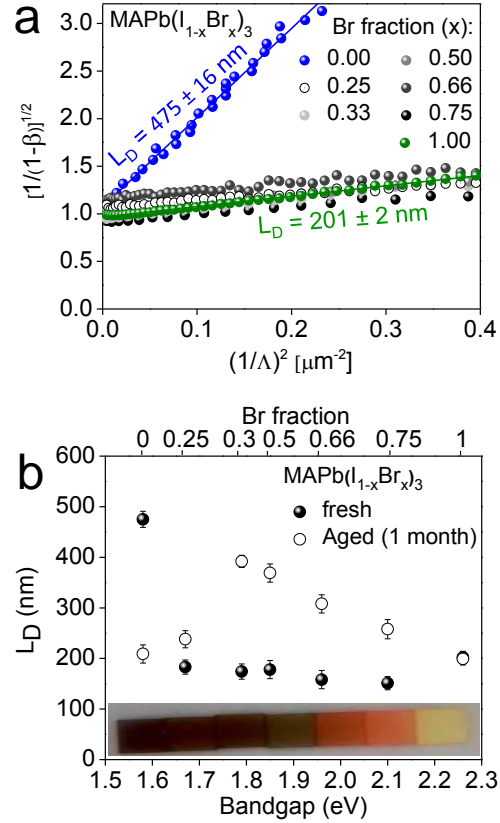 a
MAPb(I₁₋ₓBrₓ)₃
Br fraction (x):
0.00
0.50
0.25
0.66
0.33
0.75
1.00
L_D = 475 ± 16 nm
L_D = 201 ± 2 nm
[1/(1-β)]^1/2
3.0
2.5
2.0
1.5
1.0
0.5
0.0
0.0 0.1 0.2 0.3 0.4
(1/Λ)² [μm⁻²]
b
Br fraction
0 0.25 0.3 0.5 0.66 0.75 1
MAPb(I₁₋ₓBrₓ)₃
fresh
Aged (1 month)
L_D (nm)
600
500
400
300
200
100
0
1.5 1.6 1.7 1.8 1.9 2.0 2.1 2.2 2.3
Bandgap (eV)